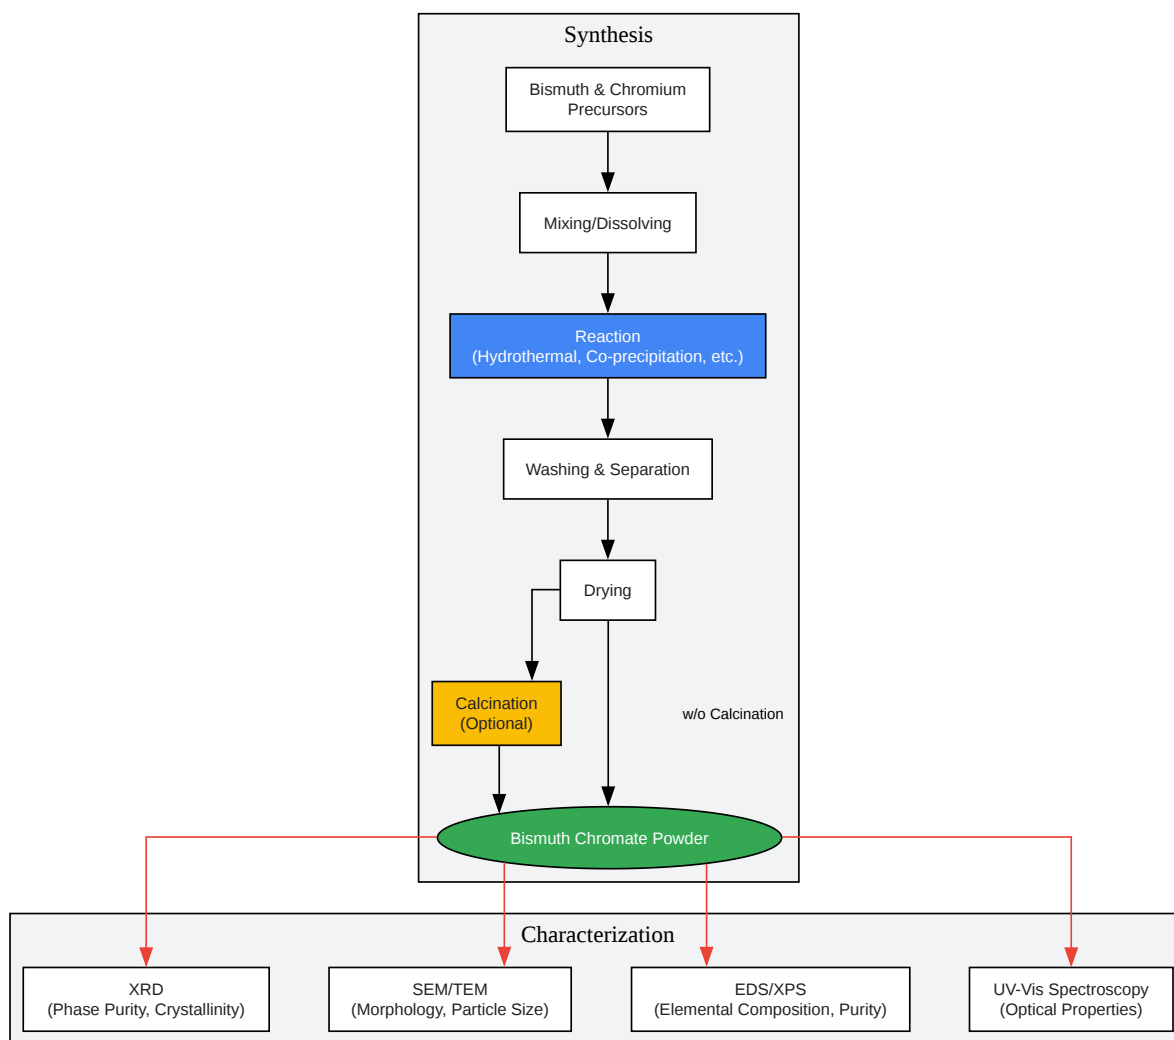 Synthesis
Bismuth & Chromium
Precursors
Mixing/Dissolving
Reaction
(Hydrothermal, Co-precipitation, etc.)
Washing & Separation
Drying
Calcination
(Optional)
w/o Calcination
Bismuth Chromate Powder
Characterization
XRD
(Phase Purity, Crystallinity)
SEM/TEM
(Morphology, Particle Size)
EDS/XPS
(Elemental Composition, Purity)
UV-Vis Spectroscopy
(Optical Properties)